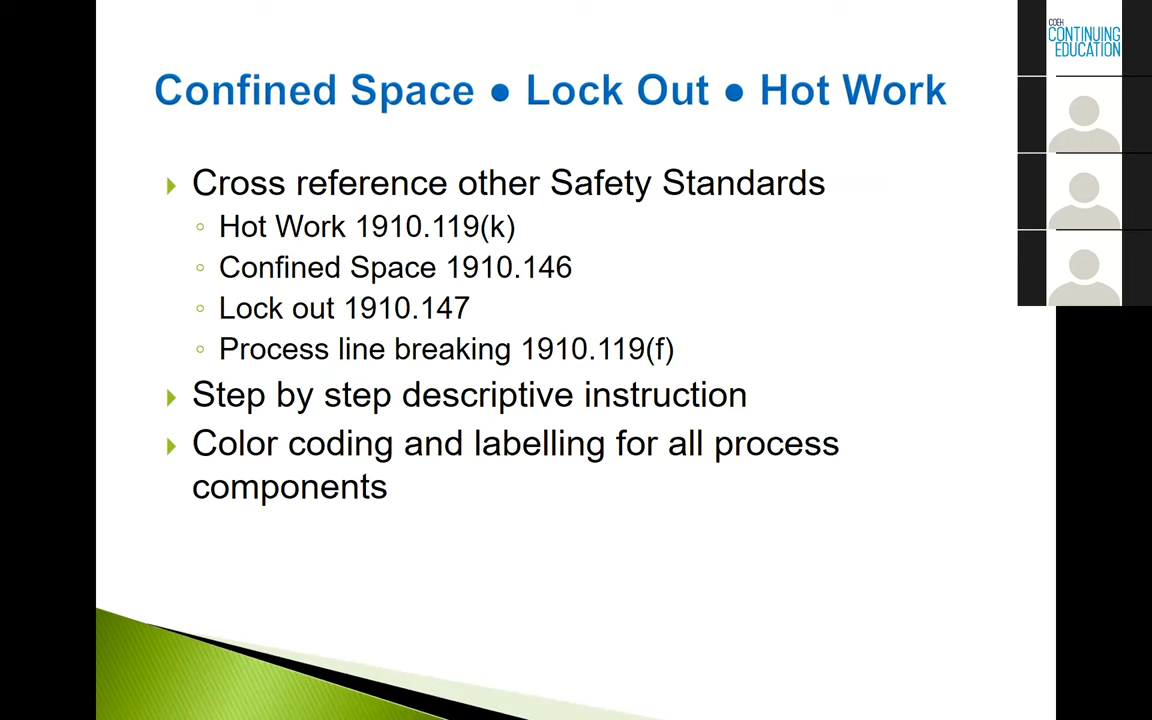 Confined Space ● Lock Out ● Hot Work
Cross reference other Safety Standards
Hot Work 1910.119(k)
Confined Space 1910.146
Lock out 1910.147
Process line breaking 1910.119(f)
Step by step descriptive instruction
Color coding and labelling for all process
components
COEH
CONTINUING
EDUCATION